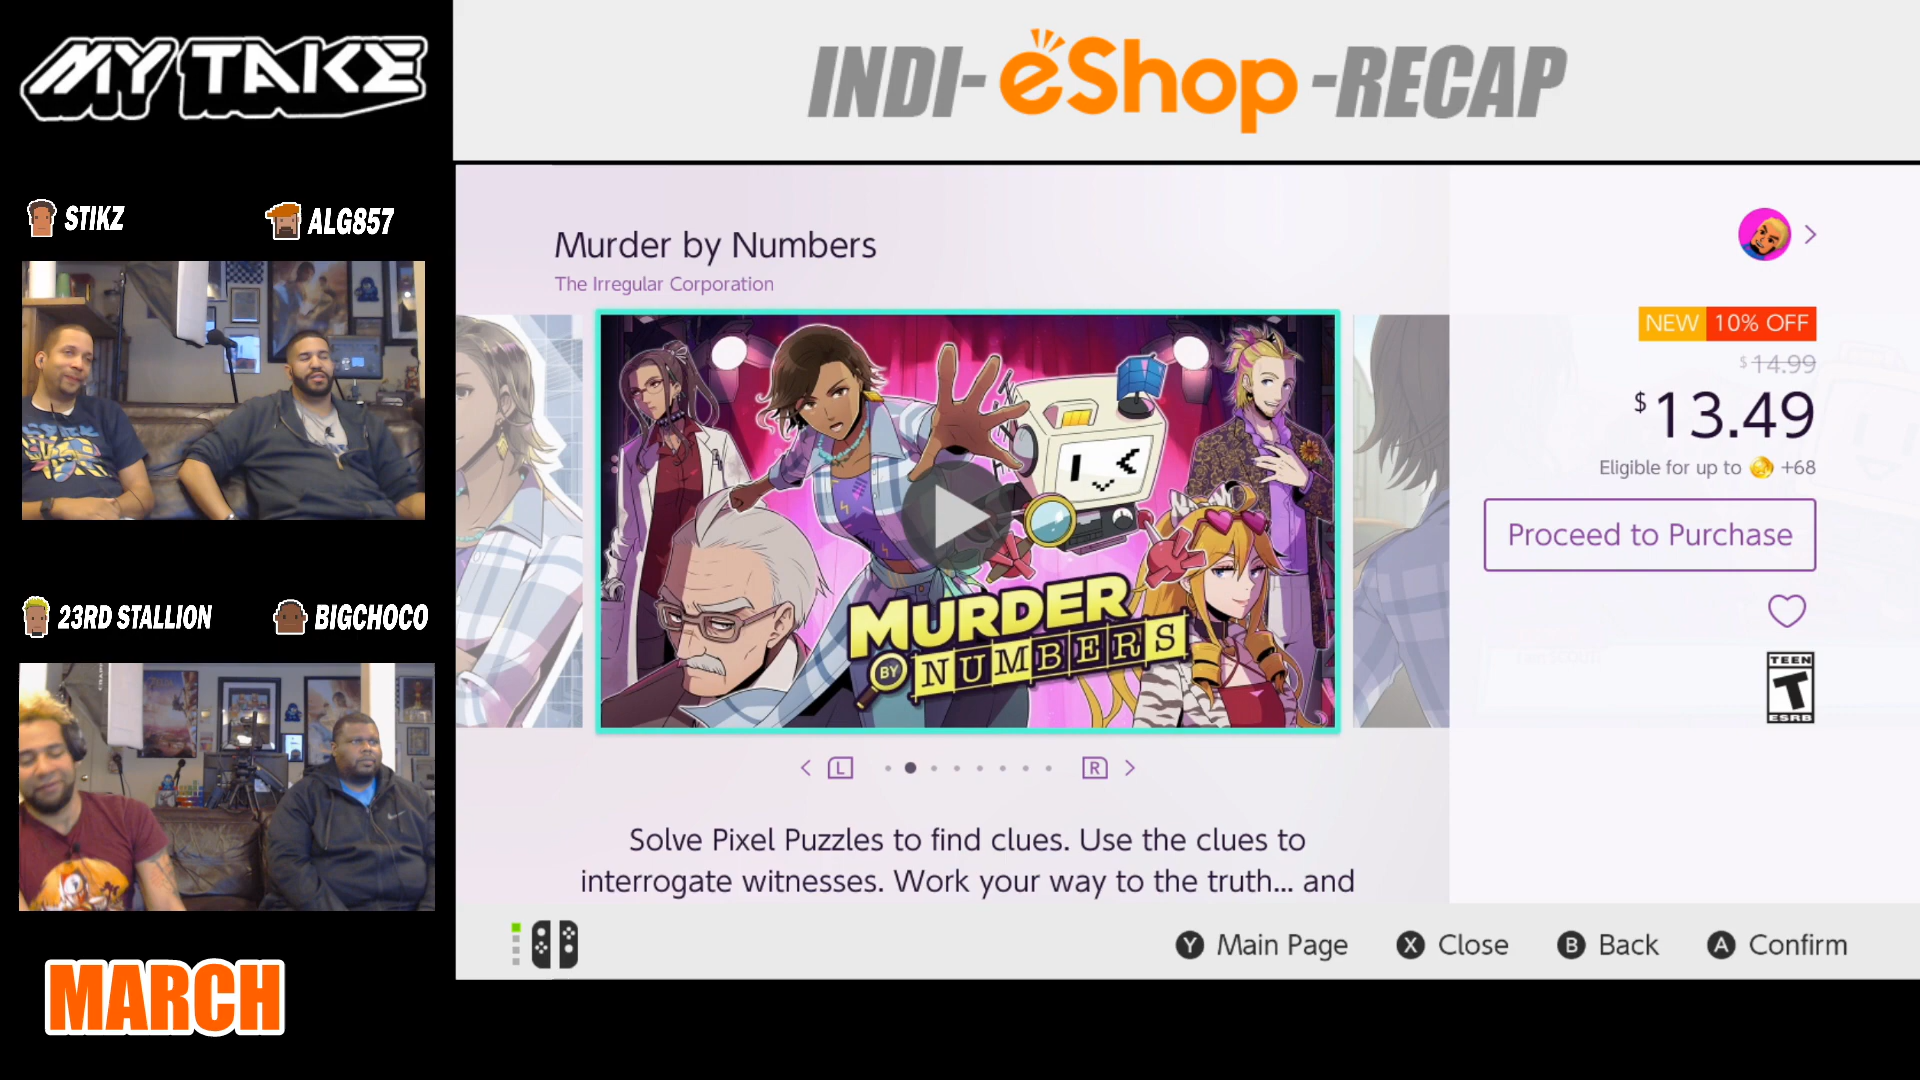 MY TAKE
INDI-eShop-RECAP
STIKZ
ALG857
23RD STALLION
BIGCHOCO
MARCH
Murder by Numbers
The Irregular Corporation
MURDER
BY NUMBERS
L
R
Solve Pixel Puzzles to find clues. Use the clues to
interrogate witnesses. Work your way to the truth... and
NEW 10% OFF
$14.99
$13.49
Eligible for up to +68
Proceed to Purchase
TEEN
T
ESRB
Y Main Page X Close B Back A Confirm